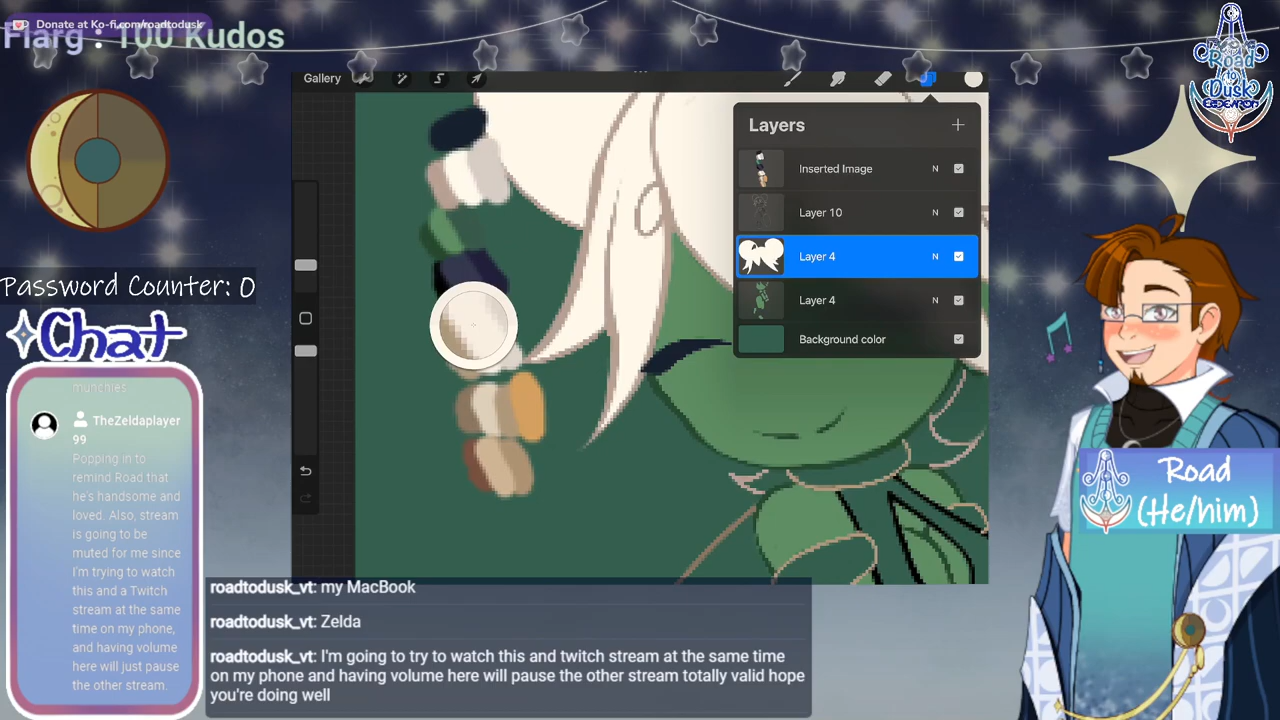 Donate at Ko-fi.com/roadtodusk
Flarg : 100 Kudos
Gallery
Layers
Inserted Image N
Layer 10 N
Layer 4 N
Layer 4 N
Background color
Road
to
Dusk
Password Counter: 0
Chat
munchies
TheZeldaplayer
99
Popping in to
remind Road that
he's handsome and
loved. Also, stream
is going to be
muted for me since
I'm trying to watch
this and a Twitch
stream at the same
time on my phone,
and having volume
here will just pause
the other stream.
Road
(He/him)
roadtodusk_vt: my MacBook
roadtodusk_vt: Zelda
roadtodusk_vt: I'm going to try to watch this and twitch stream at the same time
on my phone and having volume here will pause the other stream totally valid hope
you're doing well